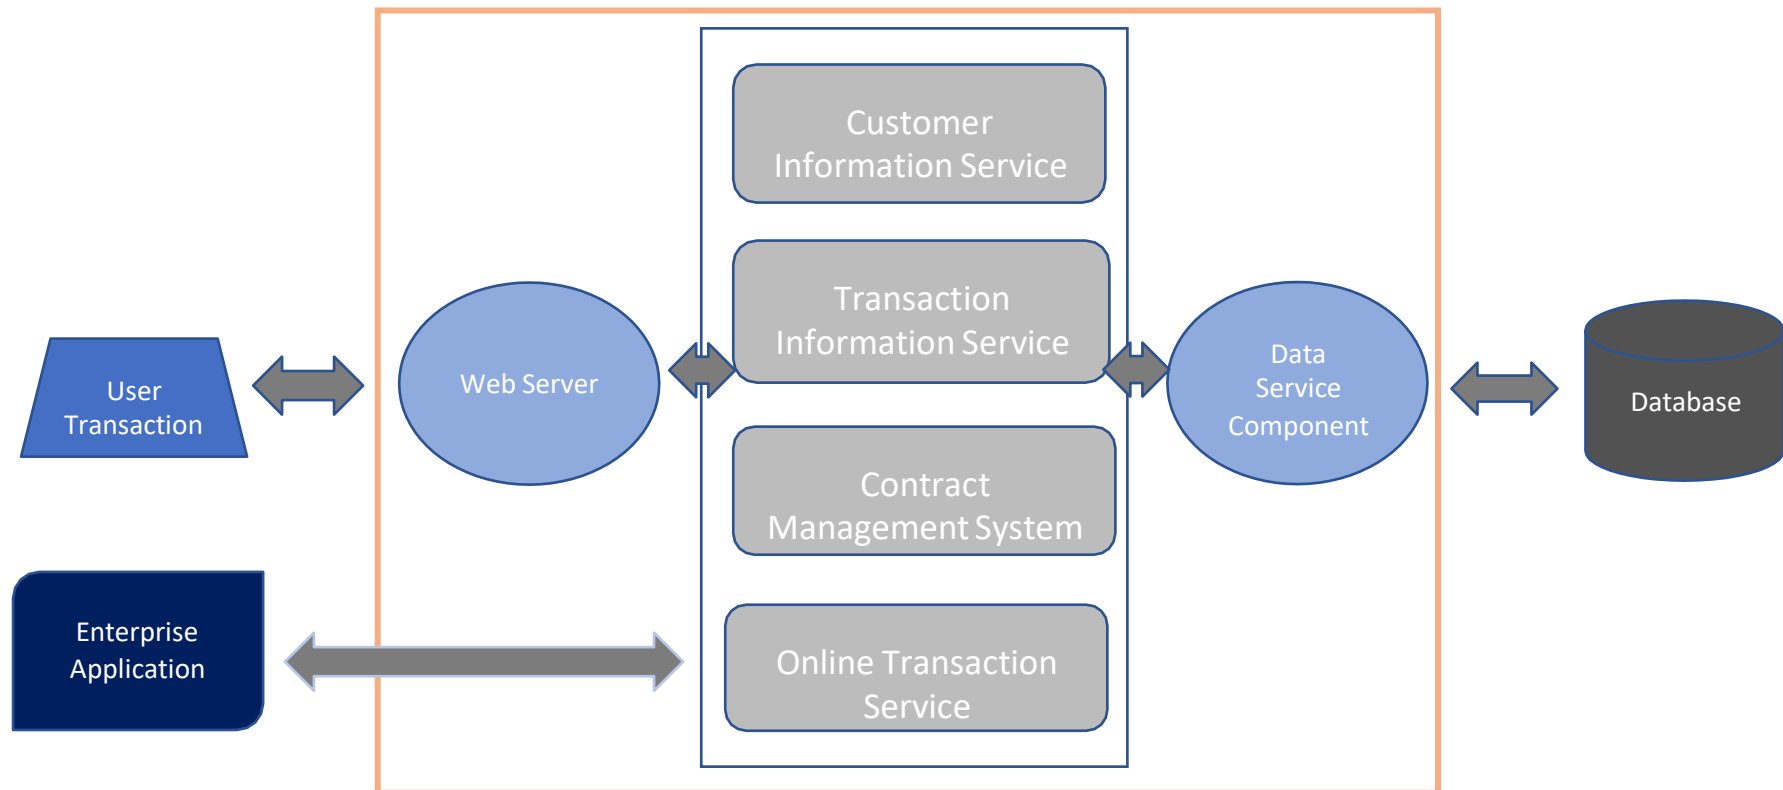 Customer
Information Service
Transaction
Information Service
User
Transaction
Web Server
Data
Service
Component
Database
Contract
Management System
Enterprise
Application
Online Transaction
Service